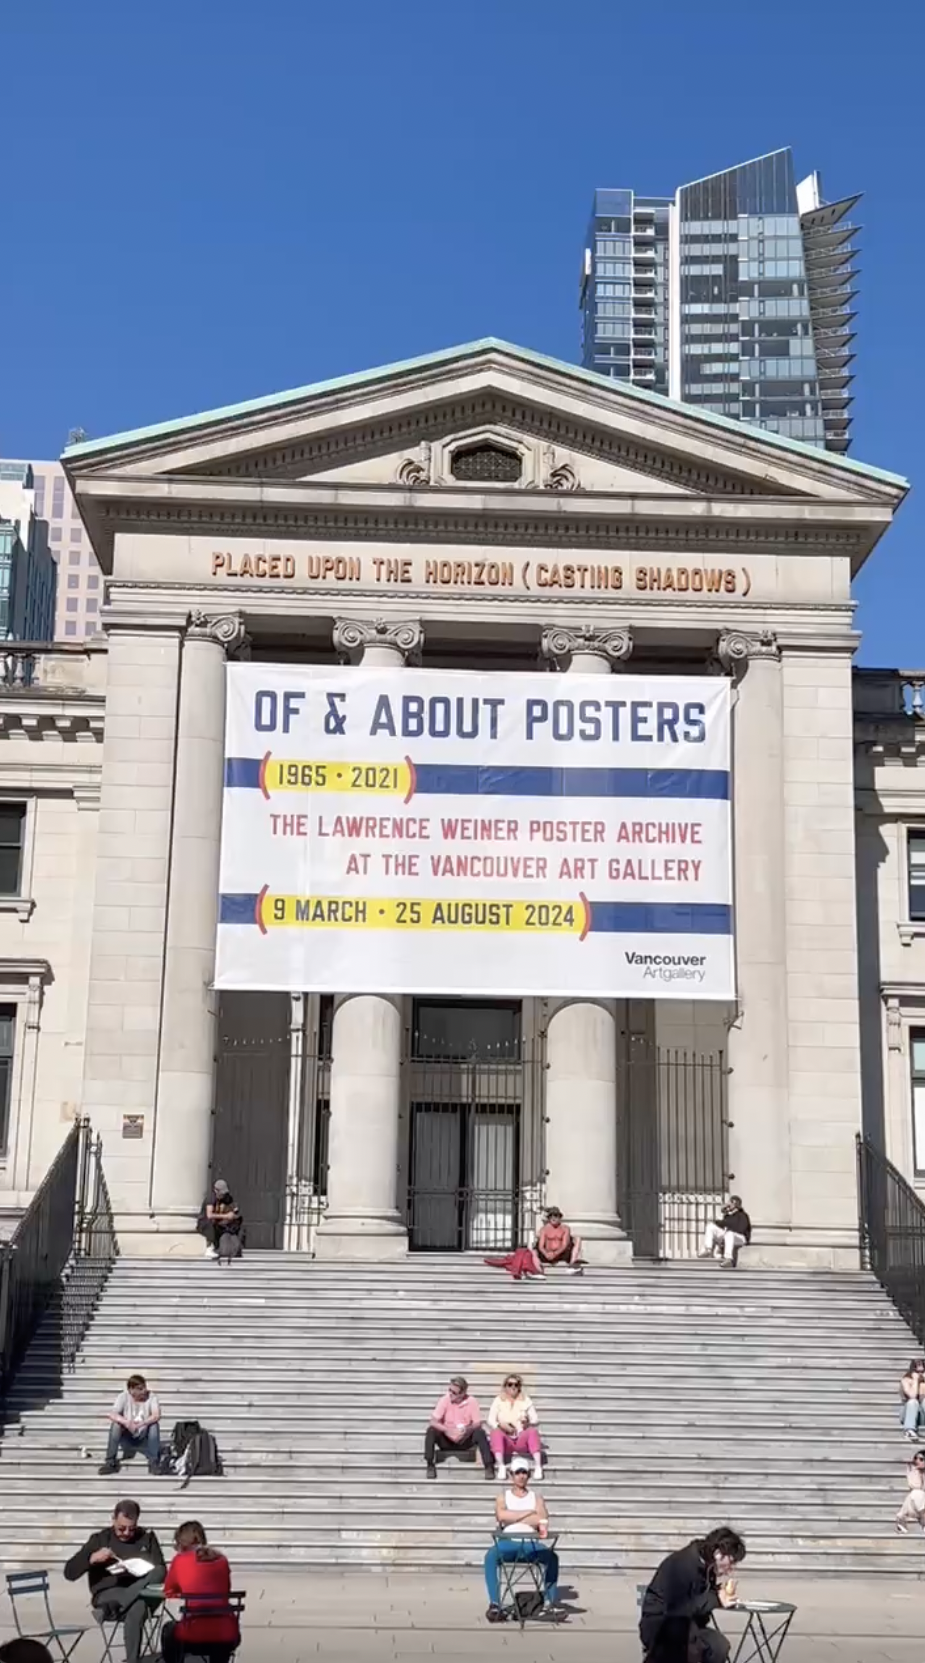 PLACED UPON THE HORIZON (CASTING SHADOWS)
OF & ABOUT POSTERS
(1965 · 2021)
THE LAWRENCE WEINER POSTER ARCHIVE
AT THE VANCOUVER ART GALLERY
(9 MARCH · 25 AUGUST 2024)
Vancouver
Artgallery